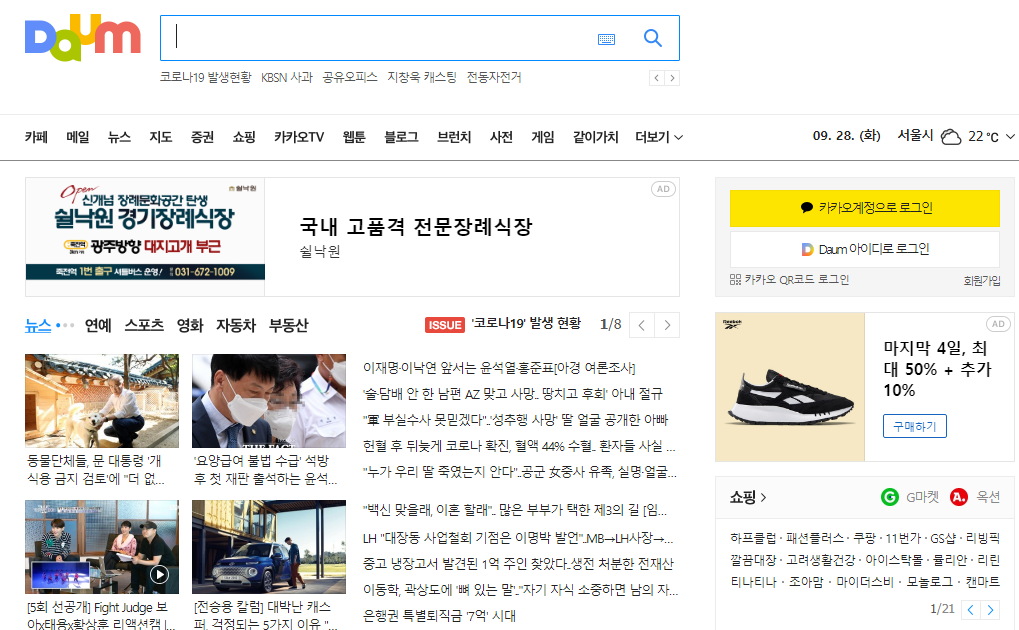 Daum
코로나19 발생현황 KBSN 사과 공유오피스 지창욱 캐스팅 전동자전거
카페 메일 뉴스 지도 증권 쇼핑 카카오TV 웹툰 블로그 브런치 사전 게임 같이가치 더보기
09. 28. (화) 서울시 22 °C
Open
신개념 장례문화공간 탄생
쉴낙원
쉴낙원 경기장례식장
광주방향 대지고개 부근
죽전역 1번 출구 셔틀버스 운영/ 031-672-1009
AD
국내 고품격 전문장례식장
쉴낙원
카카오계정으로 로그인
Daum 아이디로 로그인
카카오 QR코드 로그인 회원가입
뉴스 연예 스포츠 영화 자동차 부동산
ISSUE '코로나19' 발생 현황 1/8
동물단체들, 문 대통령 '개
식용 금지 검토'에 "더 없...
THE FACT
'요양급여 불법 수급' 석방
후 첫 재판 출석하는 윤석...
[5회 선공개] Fight Judge 보
아x태용x황상훈 리액션캠 |...
[전승용 칼럼] 대박난 캐스
퍼, 걱정되는 5가지 이유 "...
이재명·이낙연 앞서는 윤석열·홍준표[아경 여론조사]
'술·담배 안 한 남편 AZ 맞고 사망.. 땅치고 후회' 아내 절규
"軍 부실수사 못믿겠다"..'성추행 사망' 딸 얼굴 공개한 아빠
헌혈 후 뒤늦게 코로나 확진, 혈액 44% 수혈.. 환자들 사실 ...
"누가 우리 딸 죽였는지 안다"..공군 女중사 유족, 실명·얼굴...
"백신 맞을래, 이혼 할래".. 많은 부부가 택한 제3의 길 [임...
LH "대장동 사업철회 기점은 이명박 발언"..MB→LH사장→...
중고 냉장고서 발견된 1억 주인 찾았다..생전 처분한 전재산
이동학, 곽상도에 '뼈 있는 말'.."자기 자식 소중하면 남의 자...
은행권 특별퇴직금 '7억' 시대
Reebok
AD
마지막 4일, 최
대 50% + 추가
10%
구매하기
쇼핑 G G마켓 A. 옥션
하프클럽 · 패션플러스 · 쿠팡 · 11번가 · GS샵 · 리빙픽
깔끔대장 · 고려생활건강 · 아이스탁몰 · 률리안 · 리린
티나티나 · 조아맘 · 마이더스비 · 모놀로그 · 캔마트
1/21